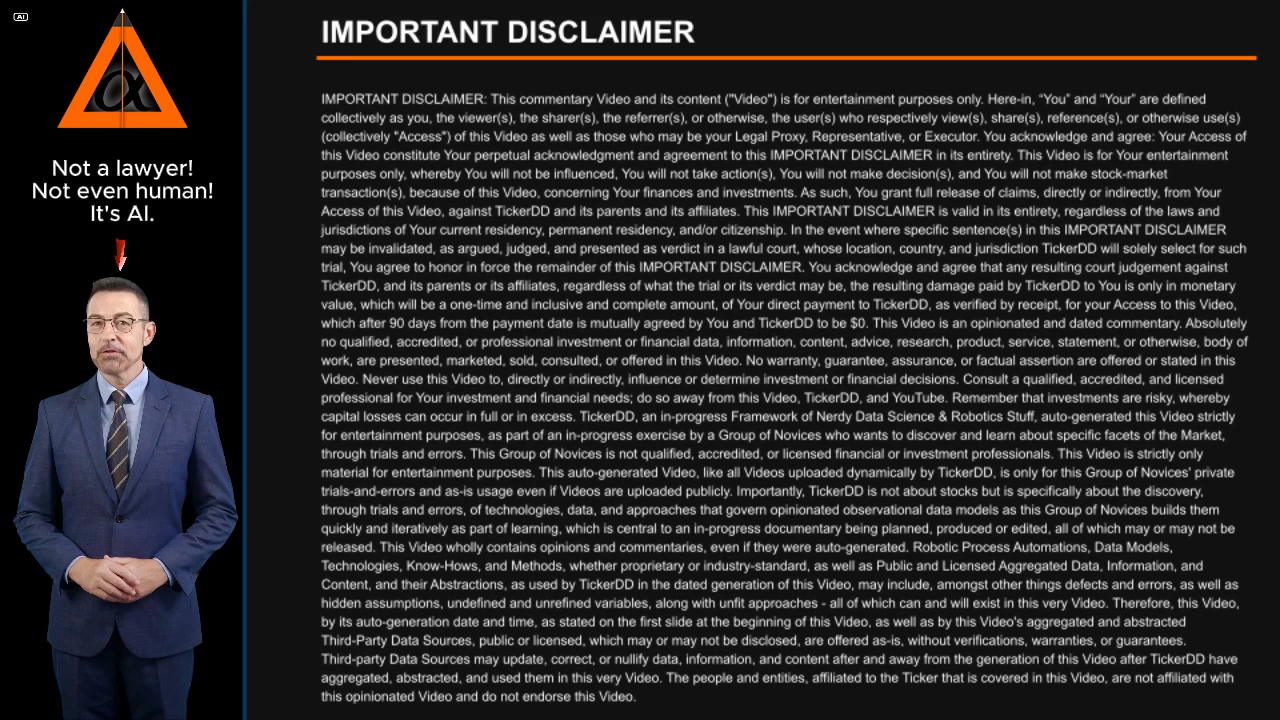 AI
α
Not a lawyer!
Not even human!
It's AI.
IMPORTANT DISCLAIMER
IMPORTANT DISCLAIMER: This commentary Video and its content ("Video") is for entertainment purposes only. Here-in, “You” and “Your” are defined
collectively as you, the viewer(s), the sharer(s), the referrer(s), or otherwise, the user(s) who respectively view(s), share(s), reference(s), or otherwise use(s)
(collectively "Access") of this Video as well as those who may be your Legal Proxy, Representative, or Executor. You acknowledge and agree: Your Access of
this Video constitute Your perpetual acknowledgment and agreement to this IMPORTANT DISCLAIMER in its entirety. This Video is for Your entertainment
purposes only, whereby You will not be influenced, You will not take action(s), You will not make decision(s), and You will not make stock-market
transaction(s), because of this Video, concerning Your finances and investments. As such, You grant full release of claims, directly or indirectly, from Your
Access of this Video, against TickerDD and its parents and its affiliates. This IMPORTANT DISCLAIMER is valid in its entirety, regardless of the laws and
jurisdictions of Your current residency, permanent residency, and/or citizenship. In the event where specific sentence(s) in this IMPORTANT DISCLAIMER
may be invalidated, as argued, judged, and presented as verdict in a lawful court, whose location, country, and jurisdiction TickerDD will solely select for such
trial, You agree to honor in force the remainder of this IMPORTANT DISCLAIMER. You acknowledge and agree that any resulting court judgement against
TickerDD, and its parents or its affiliates, regardless of what the trial or its verdict may be, the resulting damage paid by TickerDD to You is only in monetary
value, which will be a one-time and inclusive and complete amount, of Your direct payment to TickerDD, as verified by receipt, for your Access to this Video,
which after 90 days from the payment date is mutually agreed by You and TickerDD to be $0. This Video is an opinionated and dated commentary. Absolutely
no qualified, accredited, or professional investment or financial data, information, content, advice, research, product, service, statement, or otherwise, body of
work, are presented, marketed, sold, consulted, or offered in this Video. No warranty, guarantee, assurance, or factual assertion are offered or stated in this
Video. Never use this Video to, directly or indirectly, influence or determine investment or financial decisions. Consult a qualified, accredited, and licensed
professional for Your investment and financial needs; do so away from this Video, TickerDD, and YouTube. Remember that investments are risky, whereby
capital losses can occur in full or in excess. TickerDD, an in-progress Framework of Nerdy Data Science & Robotics Stuff, auto-generated this Video strictly
for entertainment purposes, as part of an in-progress exercise by a Group of Novices who wants to discover and learn about specific facets of the Market,
through trials and errors. This Group of Novices is not qualified, accredited, or licensed financial or investment professionals. This Video is strictly only
material for entertainment purposes. This auto-generated Video, like all Videos uploaded dynamically by TickerDD, is only for this Group of Novices' private
trials-and-errors and as-is usage even if Videos are uploaded publicly. Importantly, TickerDD is not about stocks but is specifically about the discovery,
through trials and errors, of technologies, data, and approaches that govern opinionated observational data models as this Group of Novices builds them
quickly and iteratively as part of learning, which is central to an in-progress documentary being planned, produced or edited, all of which may or may not be
released. This Video wholly contains opinions and commentaries, even if they were auto-generated. Robotic Process Automations, Data Models,
Technologies, Know-Hows, and Methods, whether proprietary or industry-standard, as well as Public and Licensed Aggregated Data, Information, and
Content, and their Abstractions, as used by TickerDD in the dated generation of this Video, may include, amongst other things defects and errors, as well as
hidden assumptions, undefined and unrefined variables, along with unfit approaches - all of which can and will exist in this very Video. Therefore, this Video,
by its auto-generation date and time, as stated on the first slide at the beginning of this Video, as well as by this Video's aggregated and abstracted
Third-Party Data Sources, public or licensed, which may or may not be disclosed, are offered as-is, without verifications, warranties, or guarantees.
Third-party Data Sources may update, correct, or nullify data, information, and content after and away from the generation of this Video after TickerDD have
aggregated, abstracted, and used them in this very Video. The people and entities, affiliated to the Ticker that is covered in this Video, are not affiliated with
this opinionated Video and do not endorse this Video.